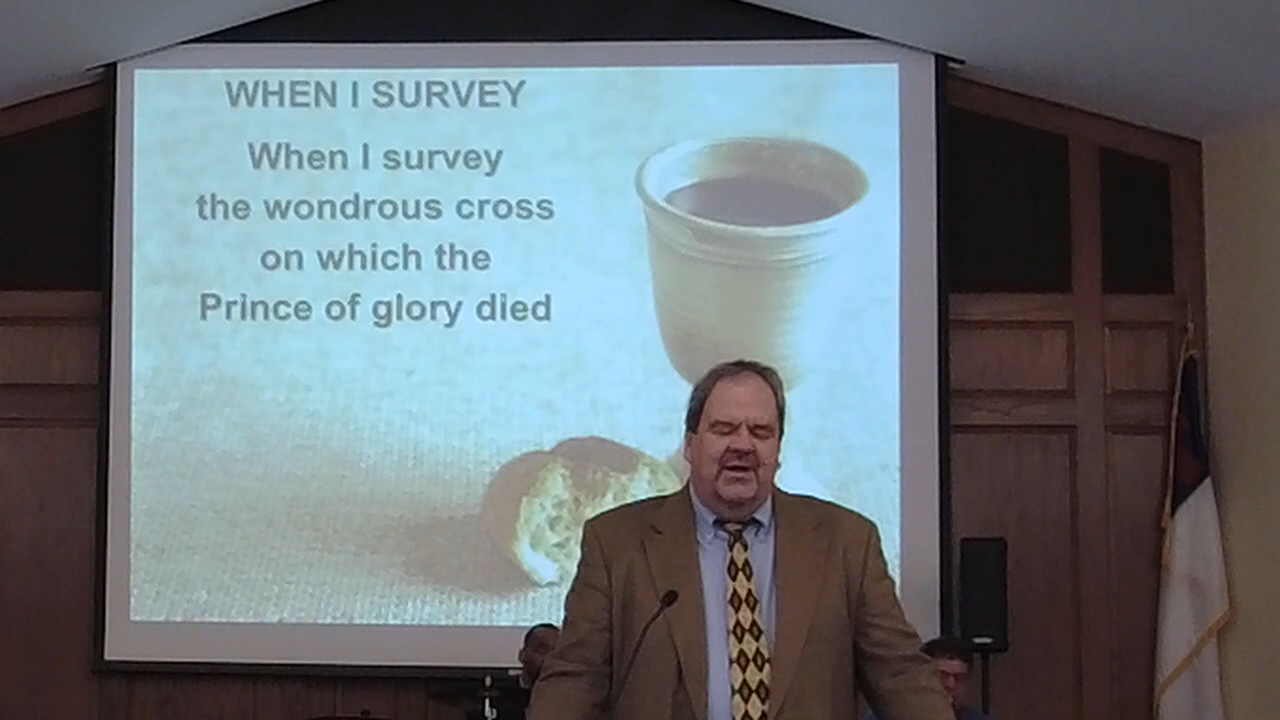 WHEN I SURVEY
When I survey
the wondrous cross
on which the
Prince of glory died